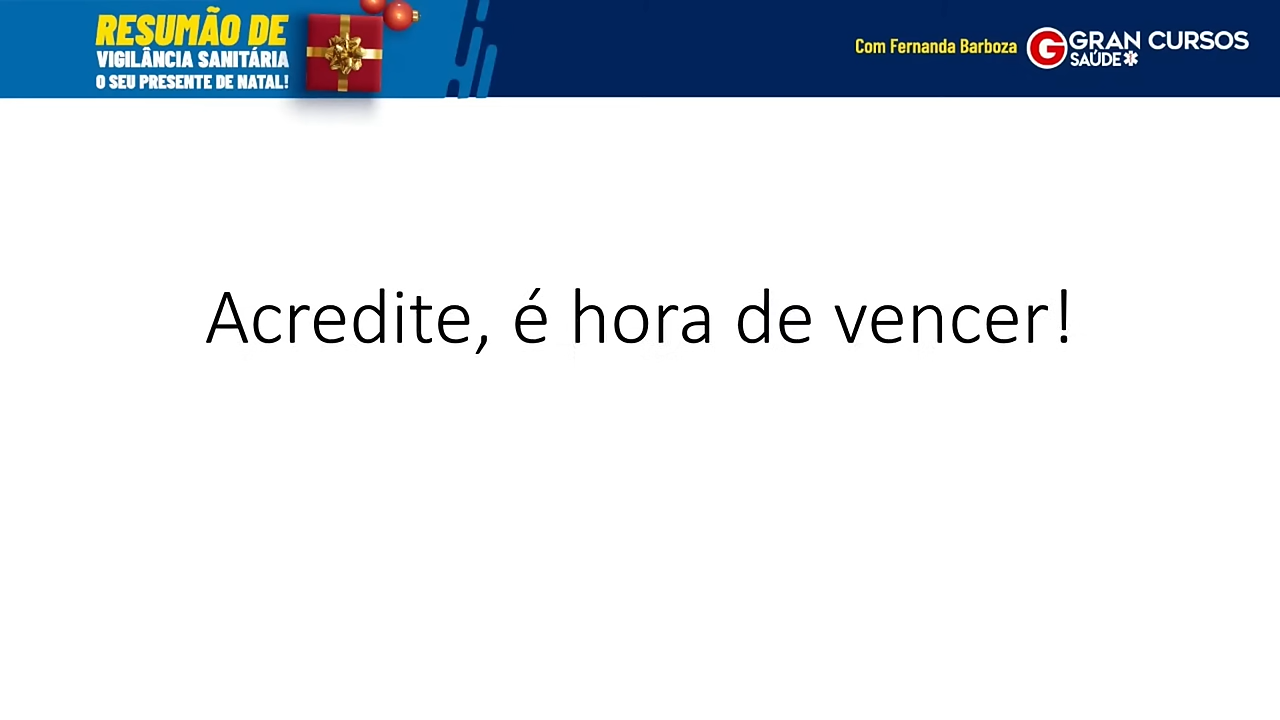 RESUMÃO DE
VIGILÂNCIA SANITÁRIA
O SEU PRESENTE DE NATAL!
Com Fernanda Barboza
G GRAN CURSOS
SAÚDE
Acredite, é hora de vencer!